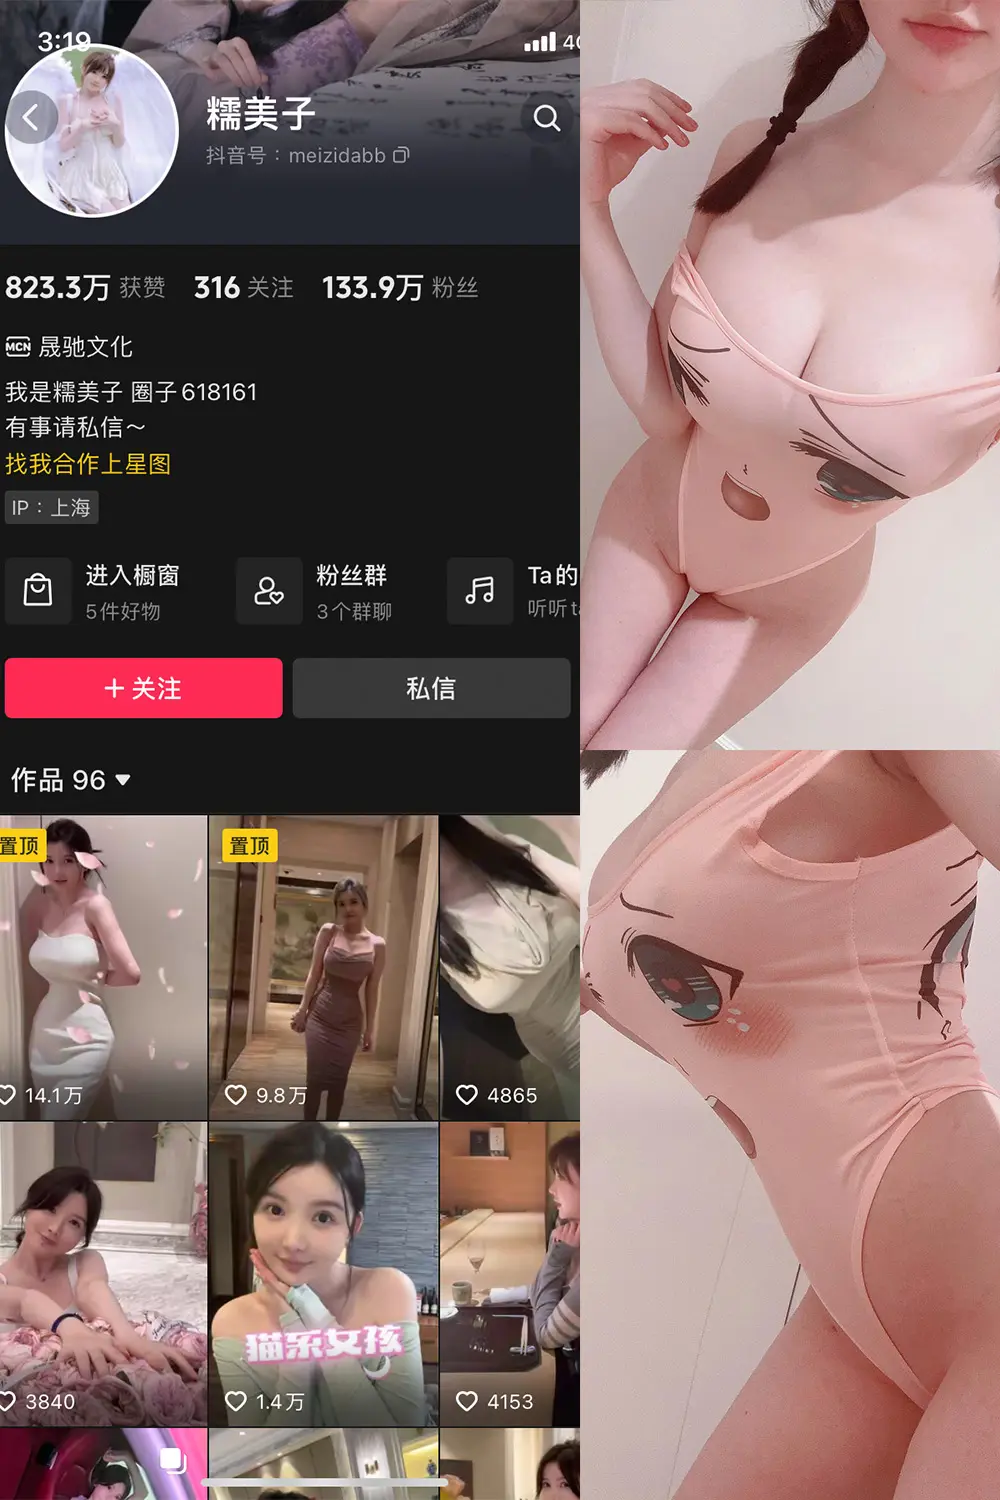 3:19
4G
糯美子
抖音号：meizidabb
823.3万 获赞 316 关注 133.9万 粉丝
MCN 晟驰文化
我是糯美子 圈子618161
有事请私信～
找我合作上星图
IP：上海
进入橱窗
5件好物
粉丝群
3个群聊
Ta的
听听
关注
私信
作品 96
置顶
置顶
14.1万
9.8万
4865
猫系女孩
3840
1.4万
4153